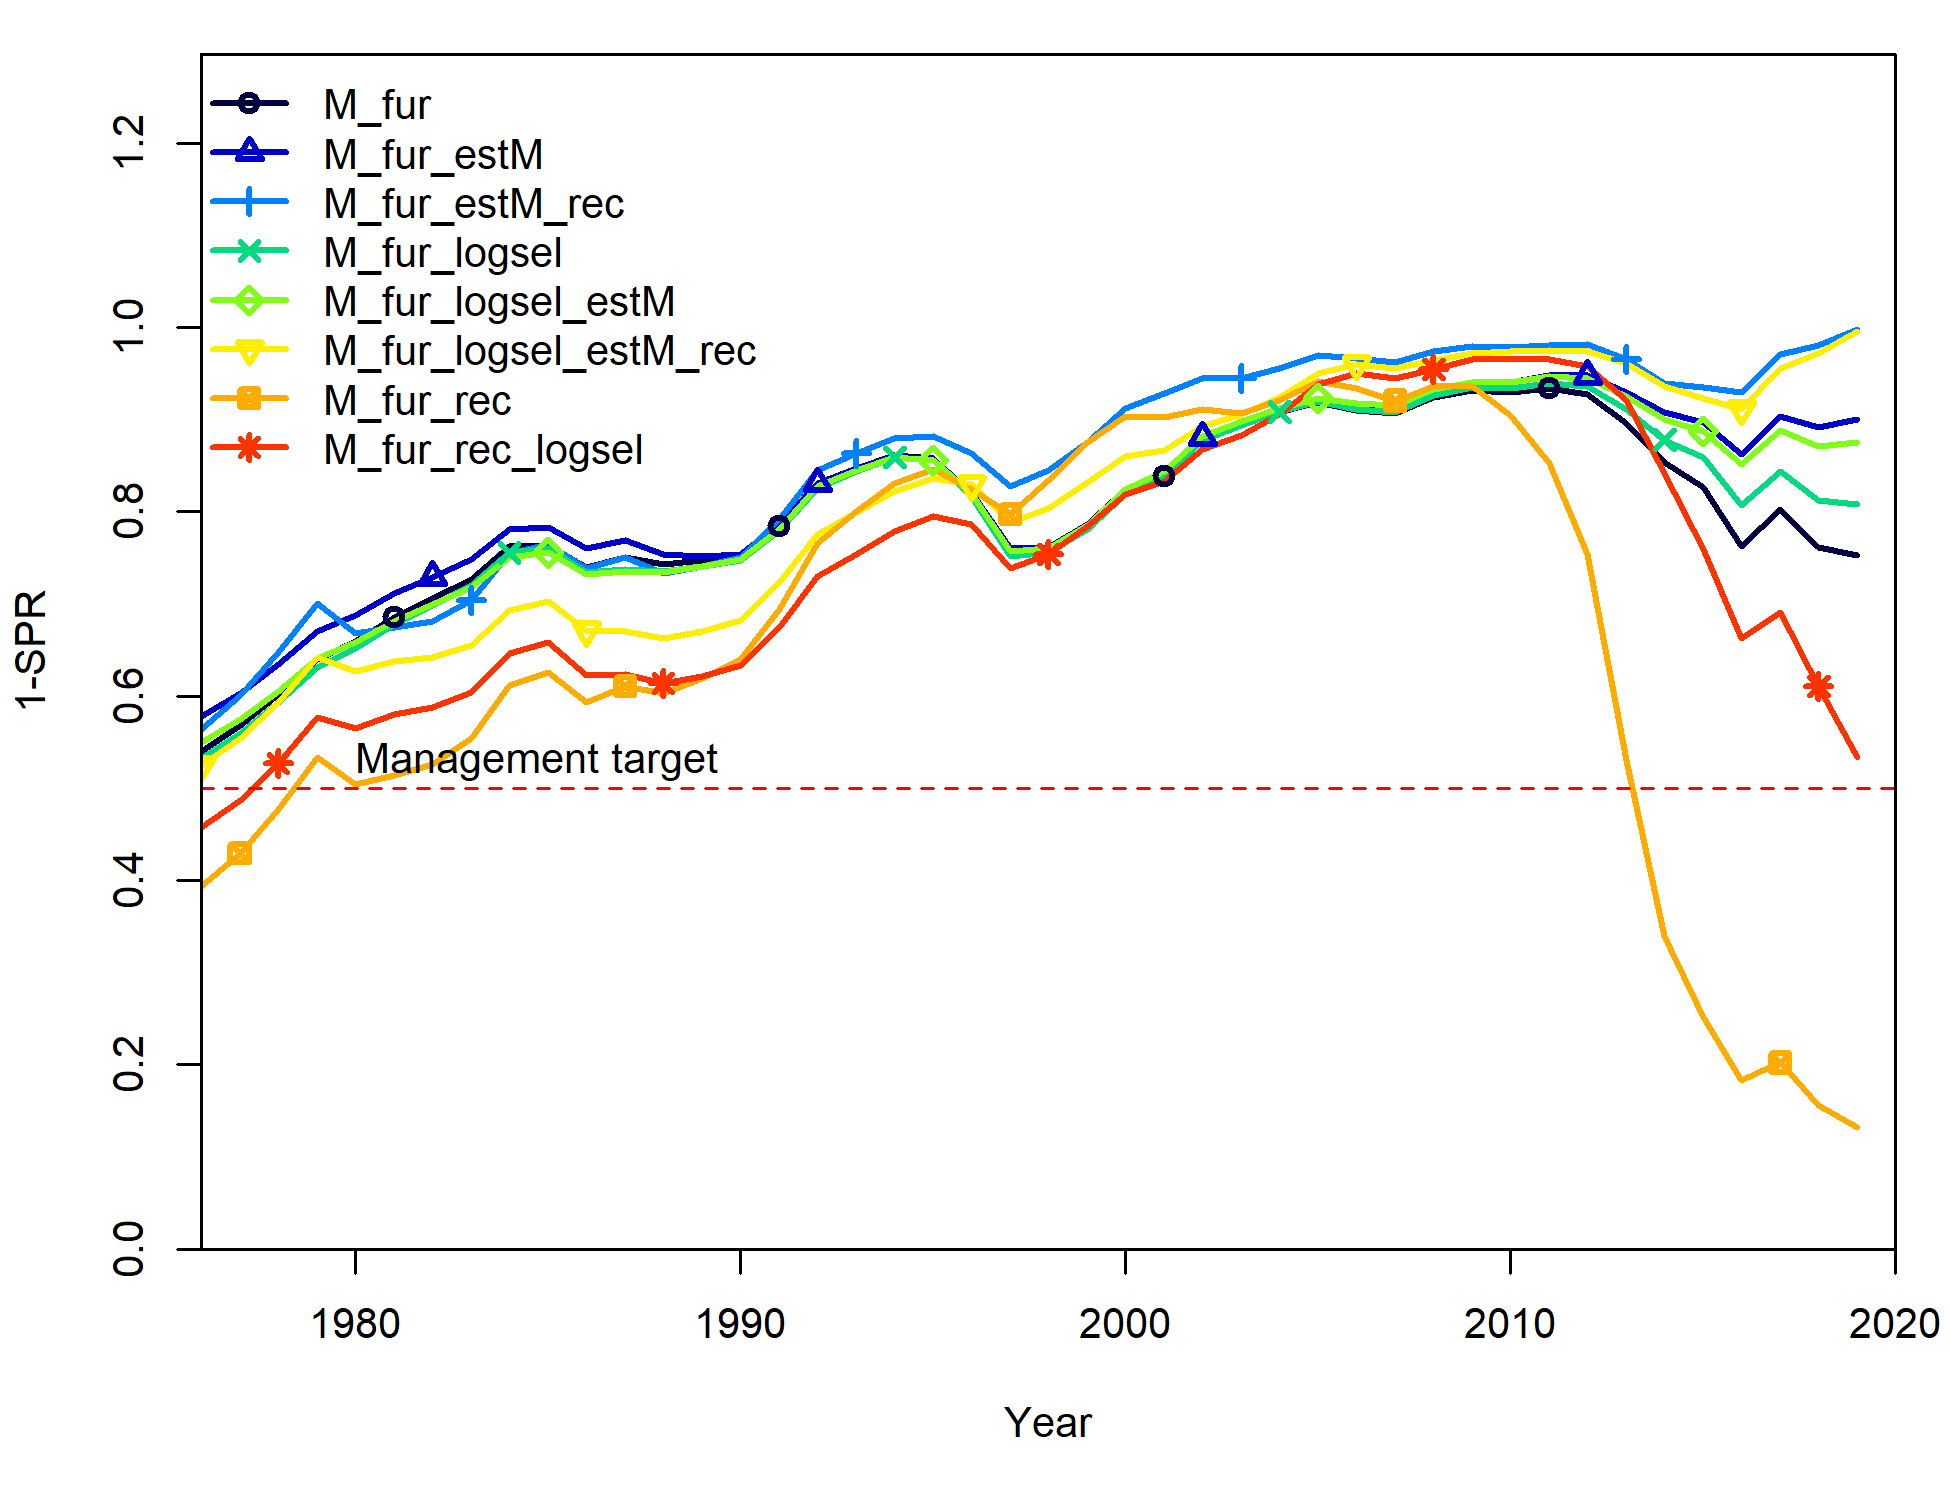 M_fur
M_fur_estM
M_fur_estM_rec
M_fur_logsel
M_fur_logsel_estM
M_fur_logsel_estM_rec
M_fur_rec
M_fur_rec_logsel
Management target
1-SPR
1.2
1.0
0.8
0.6
0.4
0.2
0.0
1980 1990 2000 2010 2020
Year